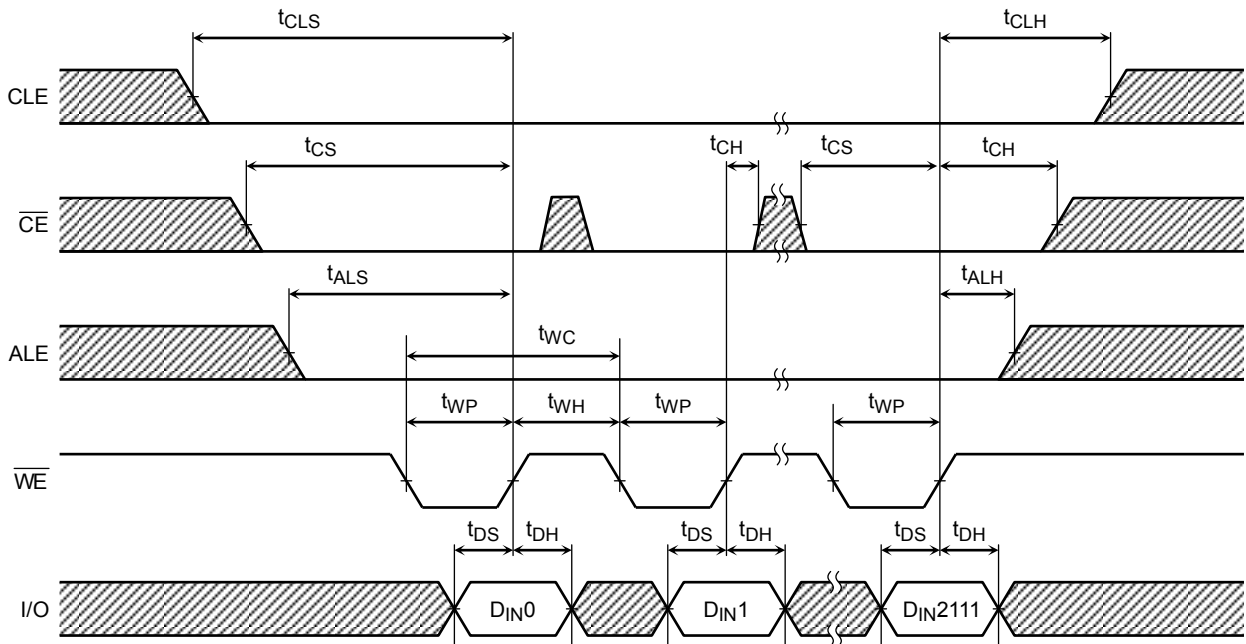 tCLS tCLH
CLE
tCS tCH tCS tCH
CE
tALS tALH
ALE
tWC
tWP tWH tWP tWP
WE
tDS tDH tDS tDH tDS tDH
I/O DIN0 DIN1 DIN2111